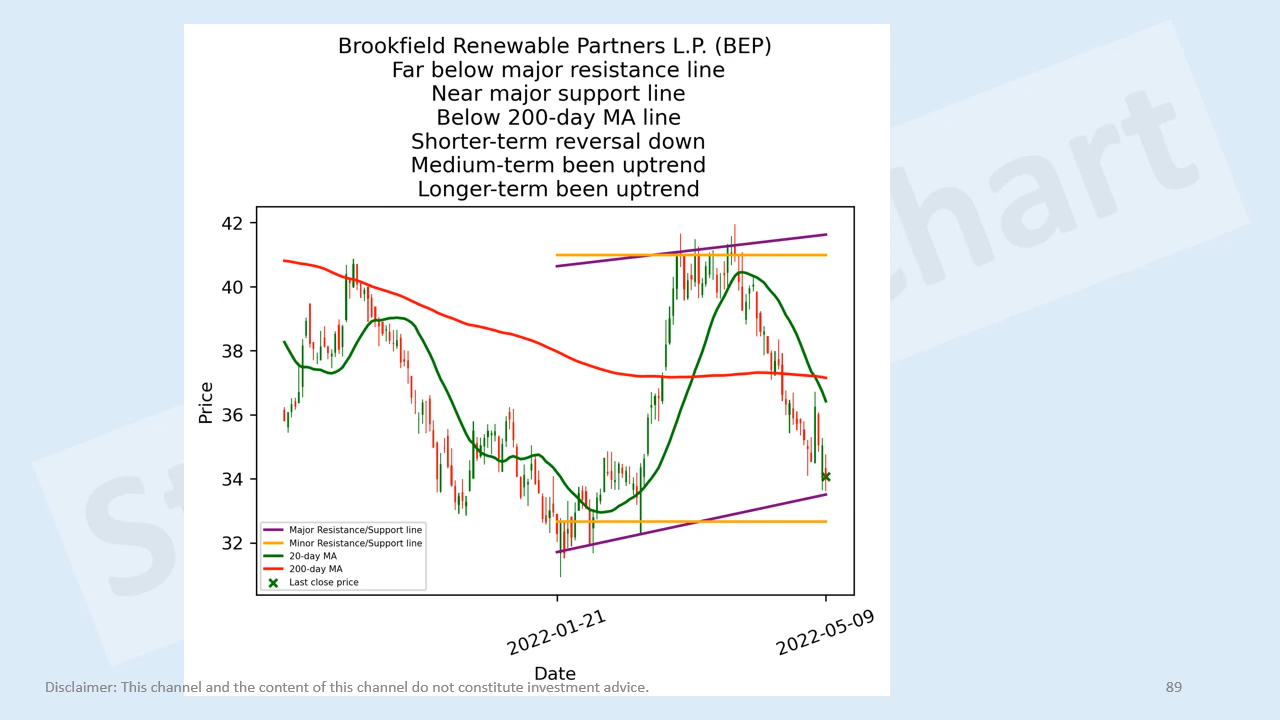 Brookfield Renewable Partners L.P. (BEP)
Far below major resistance line
Near major support line
Below 200-day MA line
Shorter-term reversal down
Medium-term been uptrend
Longer-term been uptrend
42
40
38
36
34
32
Price
Major Resistance/Support line
Minor Resistance/Support line
20-day MA
200-day MA
Last close price
2022-01-21
2022-05-09
Date
Disclaimer: This channel and the content of this channel do not constitute investment advice.
89